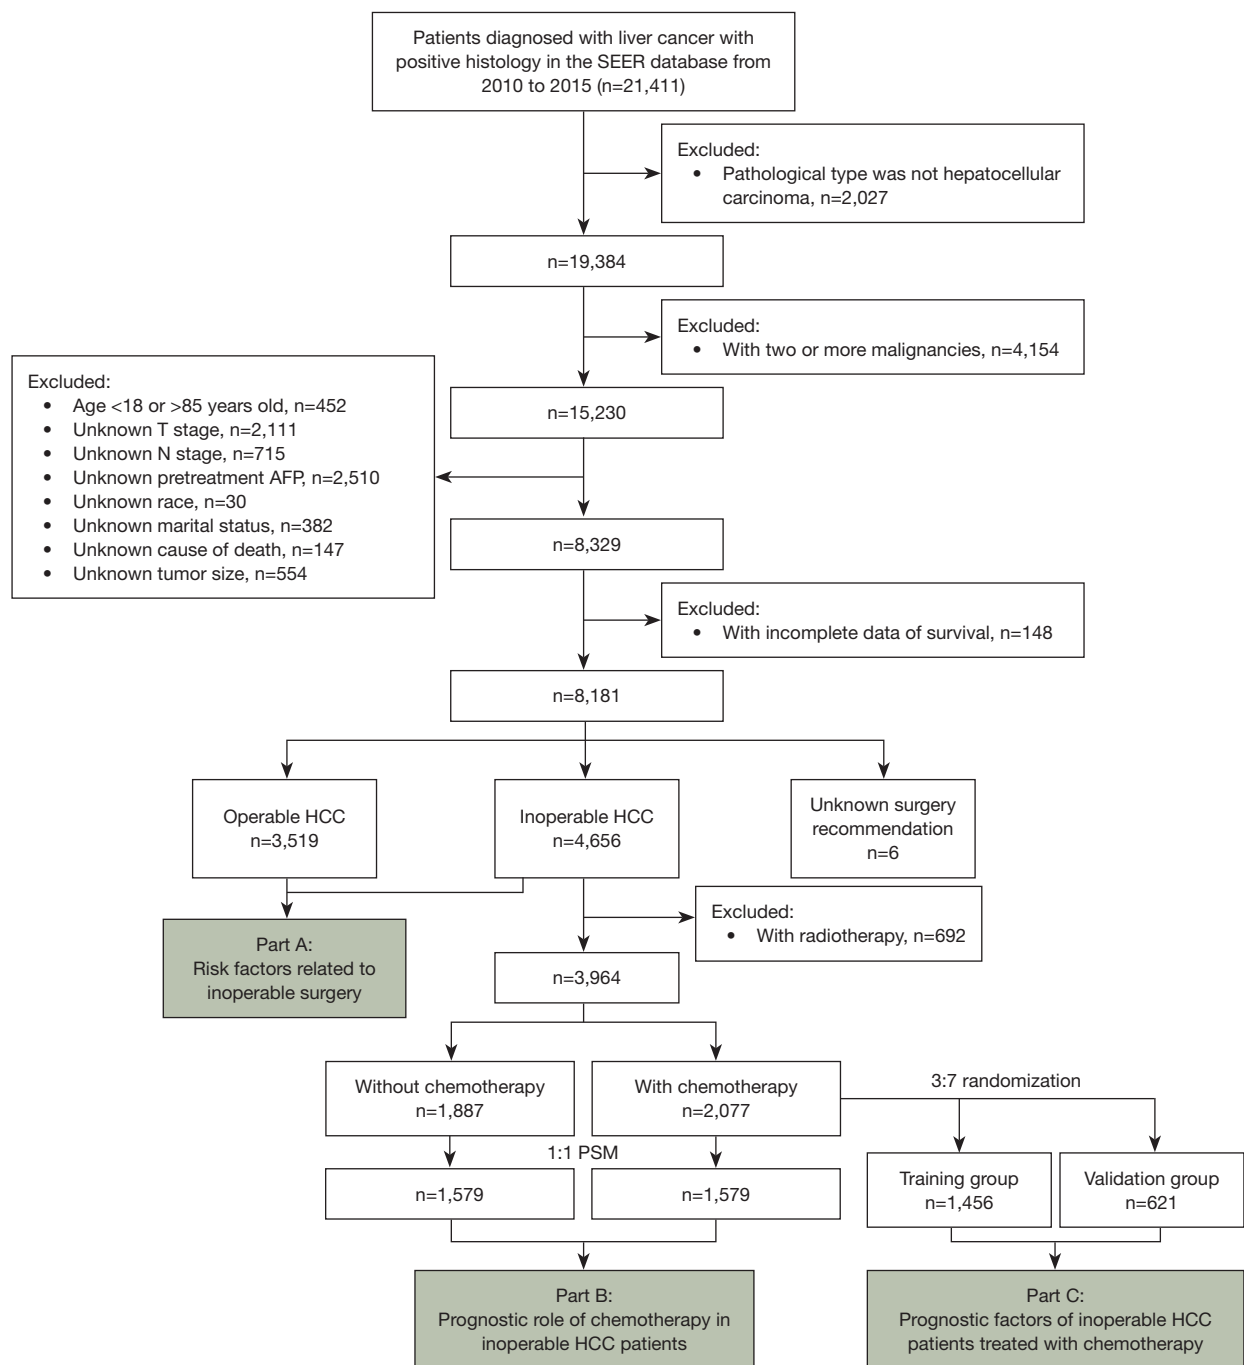 Patients diagnosed with liver cancer with
positive histology in the SEER database from
2010 to 2015 (n=21,411)
Excluded:
• Pathological type was not hepatocellular
carcinoma, n=2,027
n=19,384
Excluded:
• With two or more malignancies, n=4,154
n=15,230
Excluded:
• Age <18 or >85 years old, n=452
• Unknown T stage, n=2,111
• Unknown N stage, n=715
• Unknown pretreatment AFP, n=2,510
• Unknown race, n=30
• Unknown marital status, n=382
• Unknown cause of death, n=147
• Unknown tumor size, n=554
n=8,329
Excluded:
• With incomplete data of survival, n=148
n=8,181
Operable HCC
n=3,519
Inoperable HCC
n=4,656
Unknown surgery
recommendation
n=6
Excluded:
• With radiotherapy, n=692
Part A:
Risk factors related to
inoperable surgery
n=3,964
Without chemotherapy
n=1,887
With chemotherapy
n=2,077
3:7 randomization
1:1 PSM
n=1,579
n=1,579
Training group
n=1,456
Validation group
n=621
Part B:
Prognostic role of chemotherapy in
inoperable HCC patients
Part C:
Prognostic factors of inoperable HCC
patients treated with chemotherapy